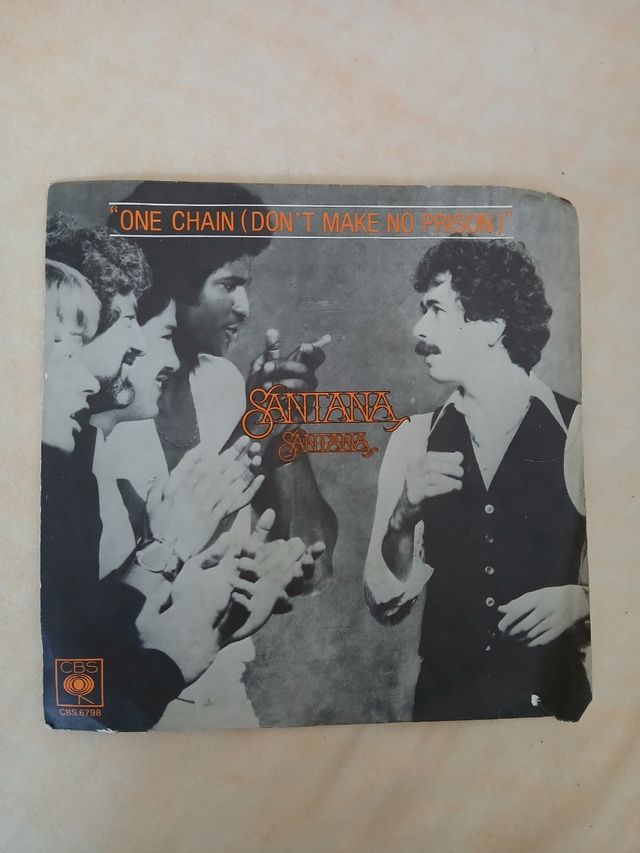 "ONE CHAIN (DON'T MAKE NO PRISON)"
SANTANA
SANTANA
CBS
CBS 6798